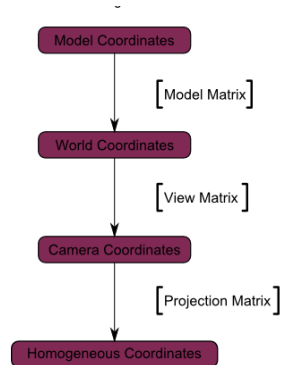 Model Coordinates
[Model Matrix]
World Coordinates
[View Matrix]
Camera Coordinates
[Projection Matrix]
Homogeneous Coordinates